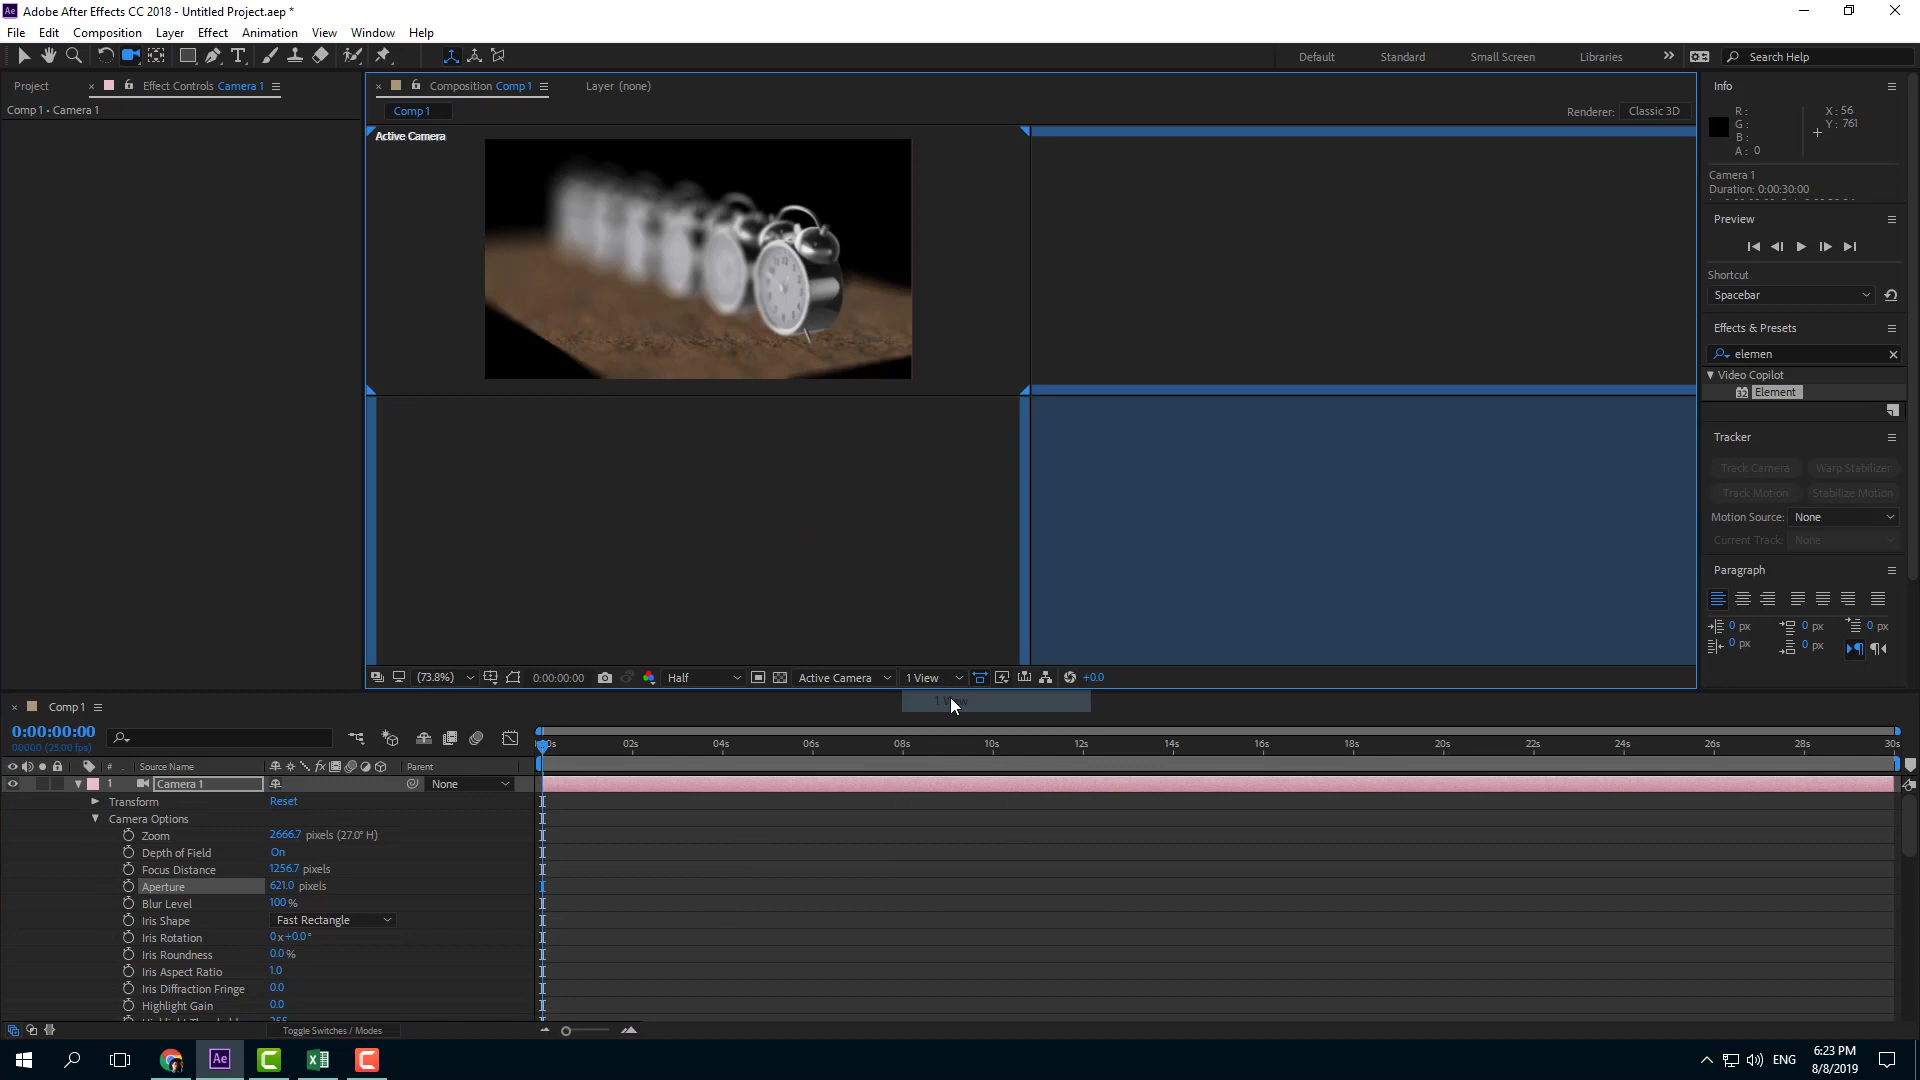 Ae Adobe After Effects CC 2018 - Untitled Project.aep *
File Edit Composition Layer Effect Animation View Window Help
Default Standard Small Screen Libraries » Search Help
Project × Effect Controls Camera 1
Comp 1 • Camera 1
× Composition Comp 1 Layer (none)
Comp 1
Renderer: Classic 3D
Active Camera
Info
R :
G :
B :
A : 0
X : 56
Y : 761
Camera 1
Duration: 0:00:30:00
Preview
Shortcut
Spacebar
Effects & Presets
elemen
Video Copilot
32 Element
Tracker
Track Camera Warp Stabilizer
Track Motion Stabilize Motion
Motion Source: None
Current Track: None
Paragraph
0 px 0 px 0 px
0 px 0 px
(73.8%) 0:00:00:00 Half Active Camera 1 View +0.0
× Comp 1
0:00:00:00
00000 (25.00 fps)
02s 04s 06s 08s 10s 12s 14s 16s 18s 20s 22s 24s 26s 28s 30s
# Source Name fx Parent
1 Camera 1 None
Transform Reset
Camera Options
Zoom 2666.7 pixels (27.0° H)
Depth of Field On
Focus Distance 1256.7 pixels
Aperture 621.0 pixels
Blur Level 100 %
Iris Shape Fast Rectangle
Iris Rotation 0 x +0.0 °
Iris Roundness 0.0 %
Iris Aspect Ratio 1.0
Iris Diffraction Fringe 0.0
Highlight Gain 0.0
Toggle Switches / Modes
Ae ENG 6:23 PM
8/8/2019